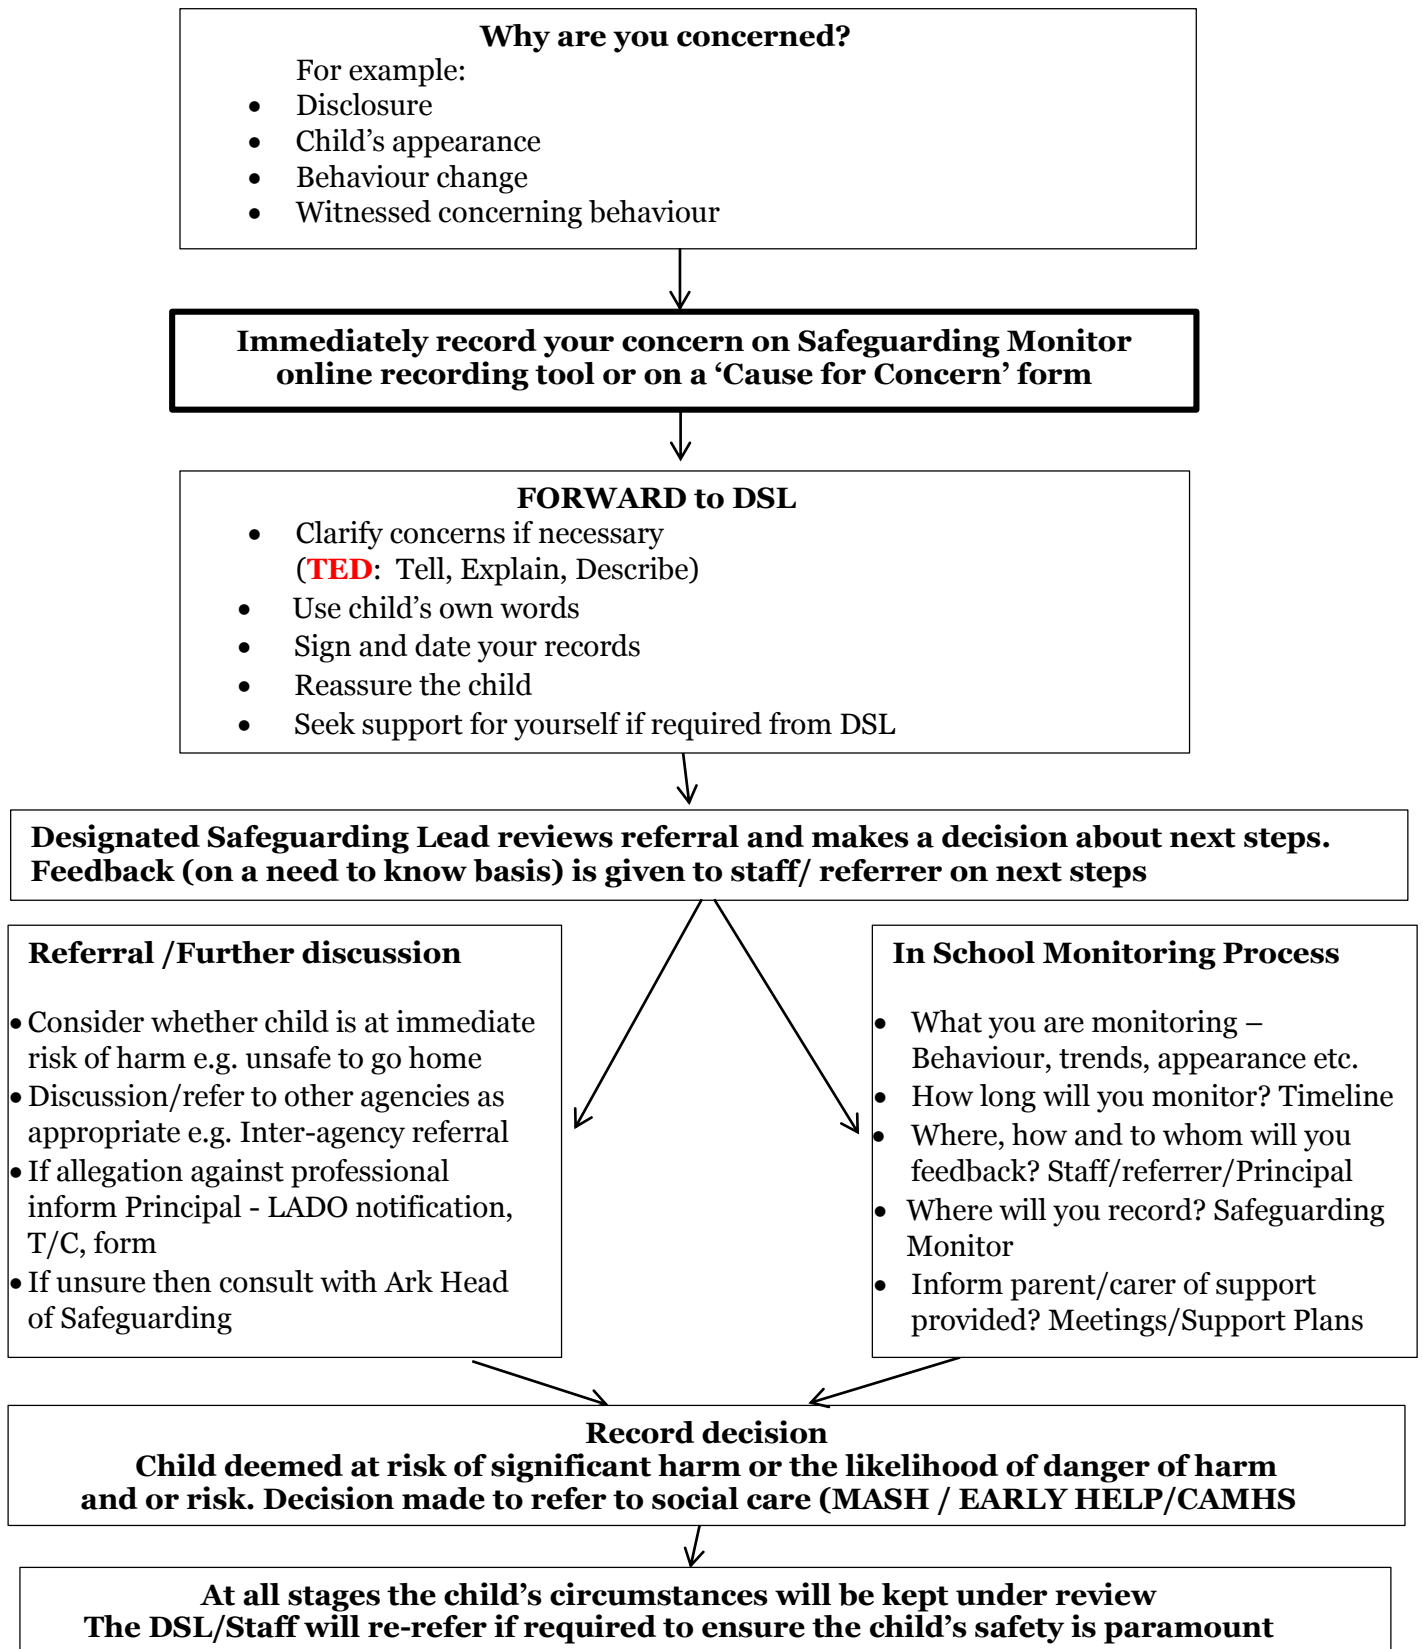 Why are you concerned?
For example:
• Disclosure
• Child’s appearance
• Behaviour change
• Witnessed concerning behaviour
Immediately record your concern on Safeguarding Monitor
online recording tool or on a ‘Cause for Concern’ form
FORWARD to DSL
• Clarify concerns if necessary
(TED: Tell, Explain, Describe)
• Use child’s own words
• Sign and date your records
• Reassure the child
• Seek support for yourself if required from DSL
Designated Safeguarding Lead reviews referral and makes a decision about next steps.
Feedback (on a need to know basis) is given to staff/ referrer on next steps
Referral /Further discussion
• Consider whether child is at immediate
risk of harm e.g. unsafe to go home
• Discussion/refer to other agencies as
appropriate e.g. Inter-agency referral
• If allegation against professional
inform Principal - LADO notification,
T/C, form
• If unsure then consult with Ark Head
of Safeguarding
In School Monitoring Process
• What you are monitoring –
Behaviour, trends, appearance etc.
• How long will you monitor? Timeline
• Where, how and to whom will you
feedback? Staff/referrer/Principal
• Where will you record? Safeguarding
Monitor
• Inform parent/carer of support
provided? Meetings/Support Plans
Record decision
Child deemed at risk of significant harm or the likelihood of danger of harm
and or risk. Decision made to refer to social care (MASH / EARLY HELP/CAMHS
At all stages the child’s circumstances will be kept under review
The DSL/Staff will re-refer if required to ensure the child’s safety is paramount